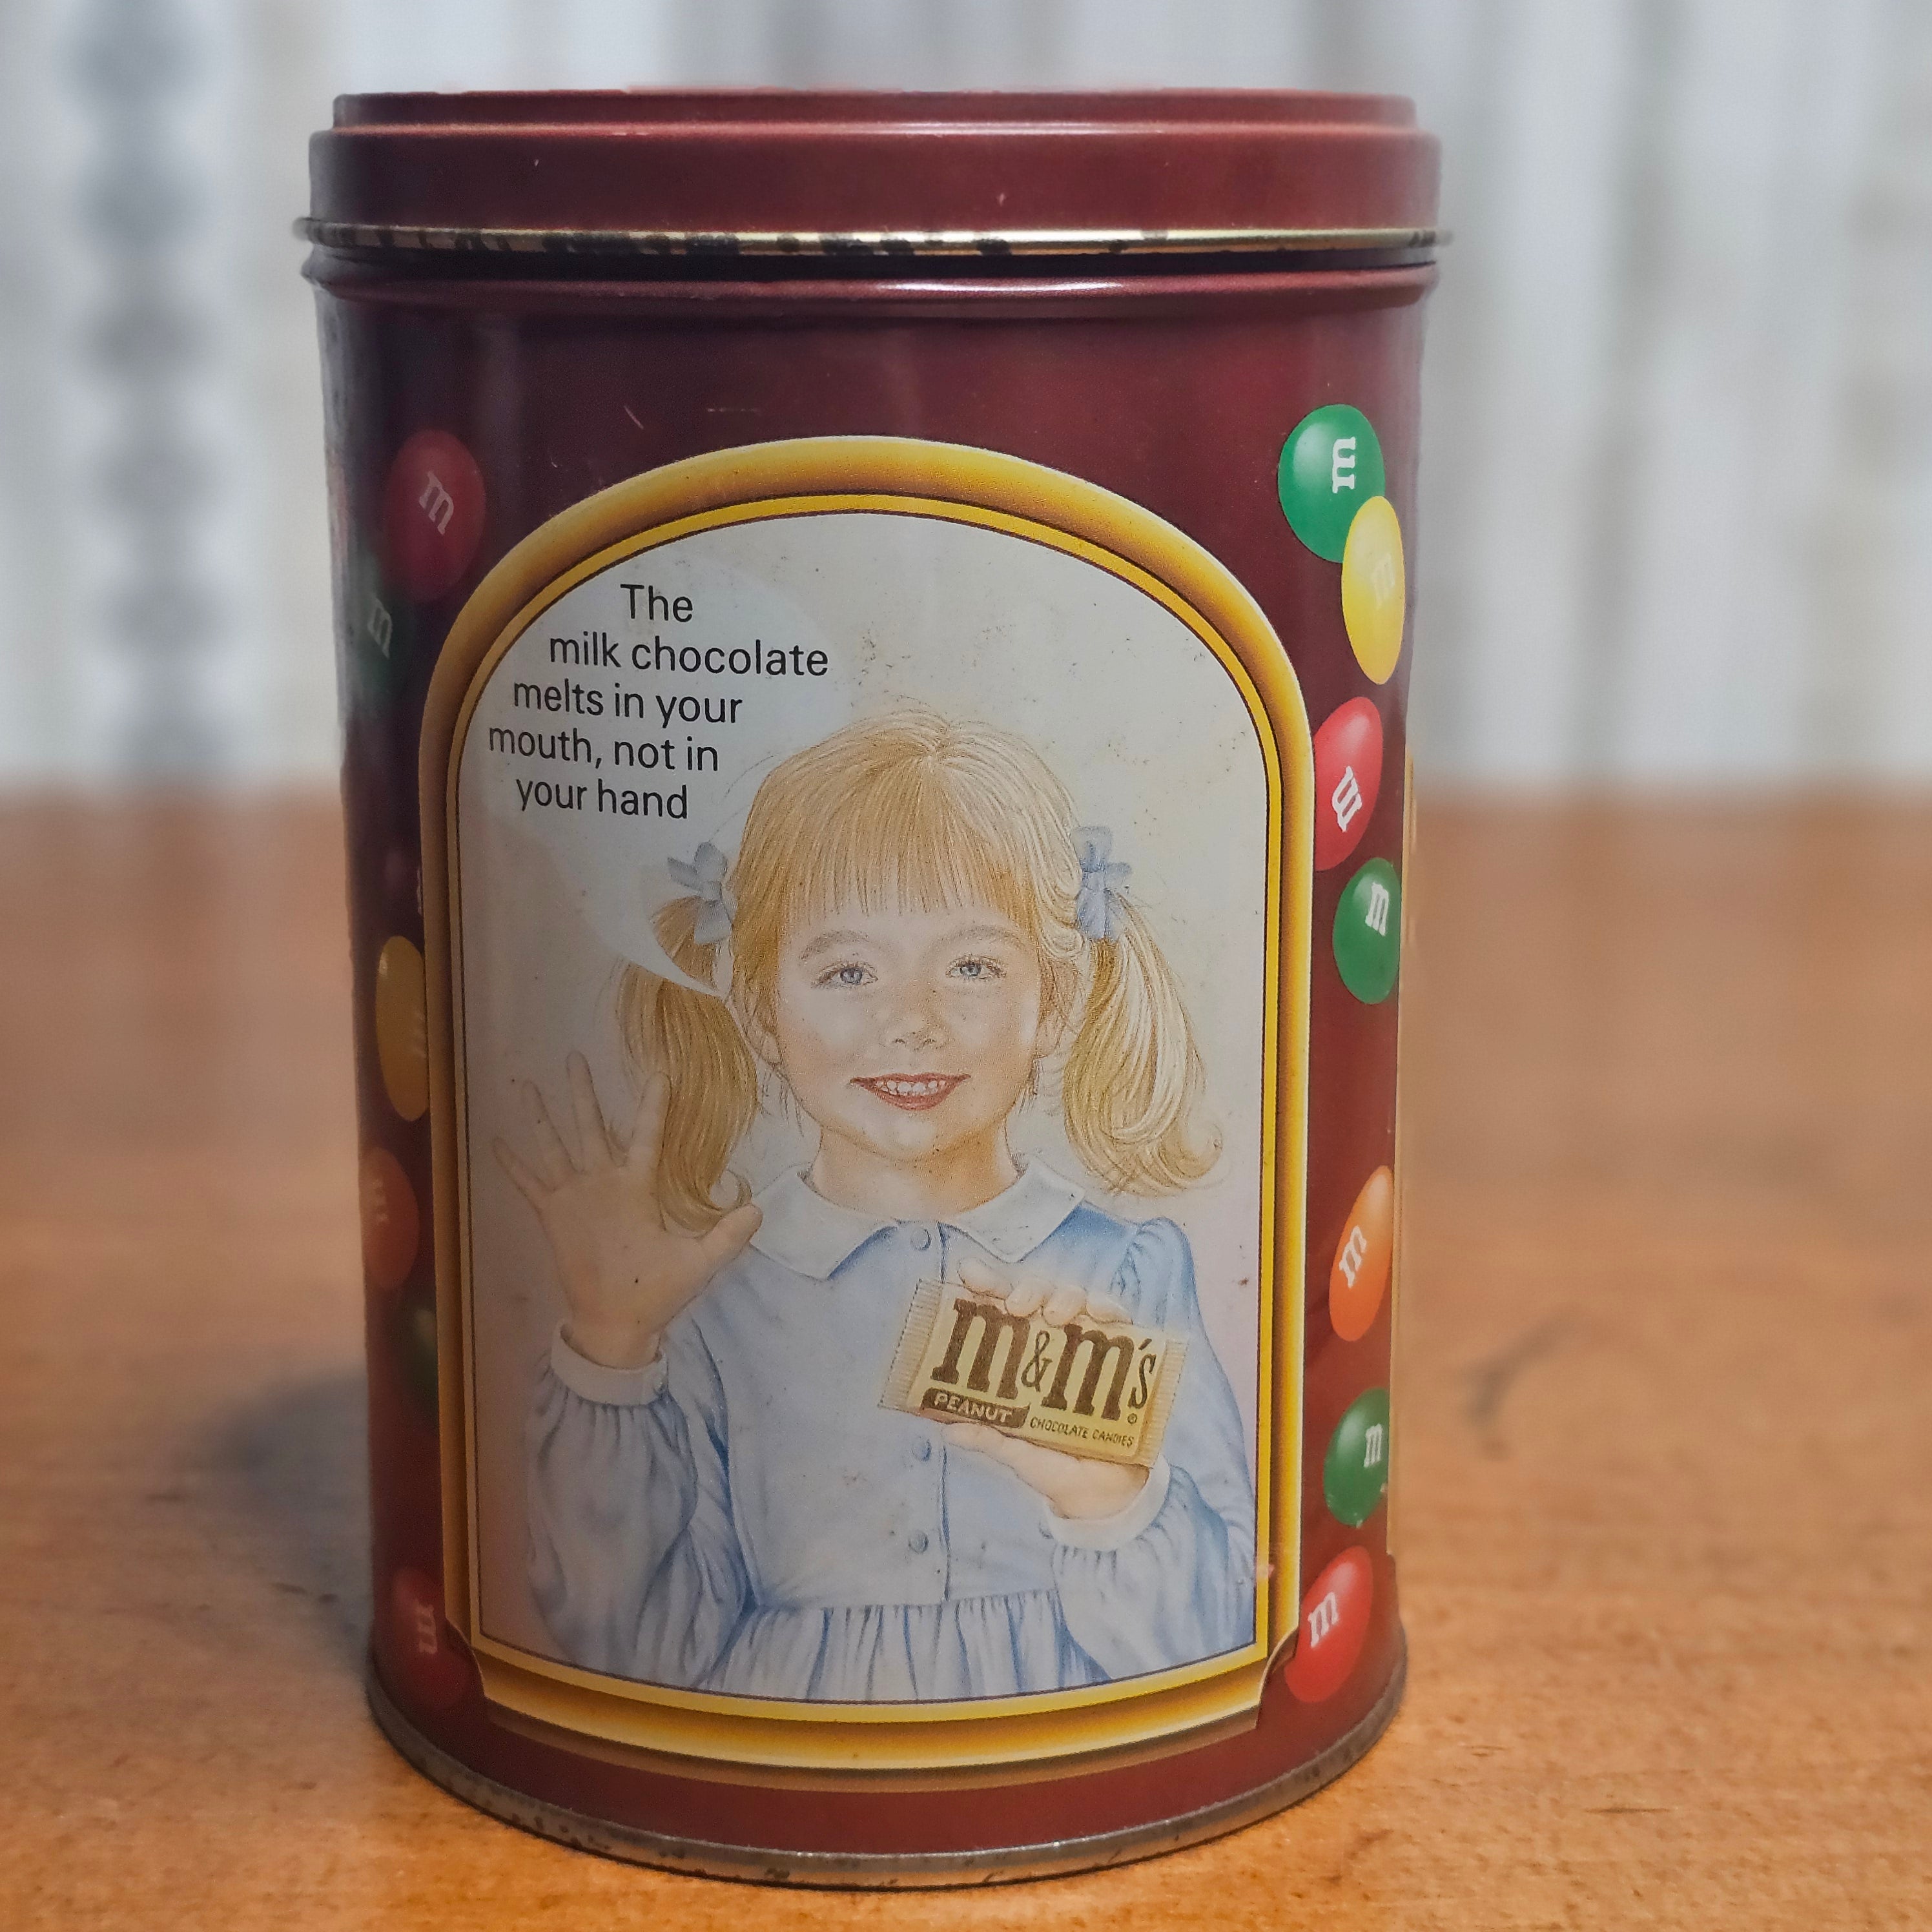 The
milk chocolate
melts in your
mouth, not in
your hand
m&m's®
PEANUT CHOCOLATE CANDIES
m
m
m
m
m
m
m
m
m
m
m
m
m